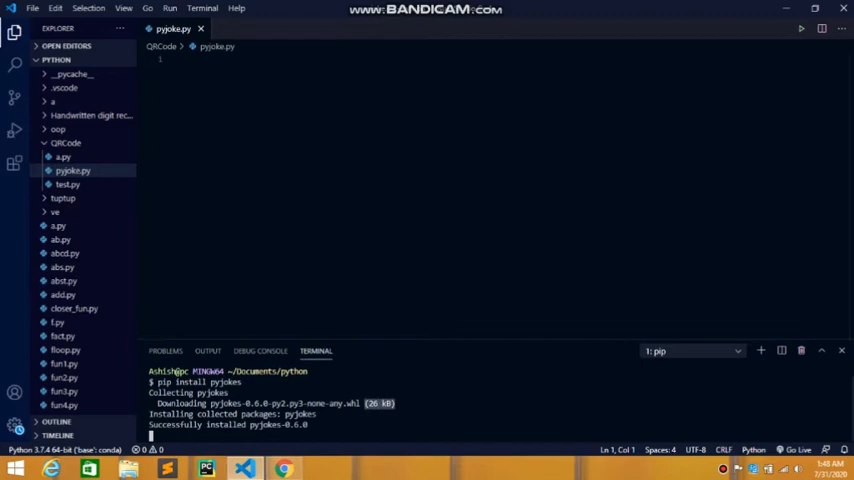 File Edit Selection View Go Run Terminal Help
www.BANDICAM.com
EXPLORER
pyjoke.py
OPEN EDITORS
QRCode > pyjoke.py
PYTHON
1
__pycache__
.vscode
a
Handwritten digit rec...
oop
QRCode
a.py
pyjoke.py
test.py
tuptup
ve
a.py
ab.py
abcd.py
abs.py
abst.py
add.py
closer_fun.py
f.py
fact.py
floop.py
fun1.py
fun2.py
fun3.py
fun4.py
OUTLINE
TIMELINE
PROBLEMS OUTPUT DEBUG CONSOLE TERMINAL
1: pip
Ashish@pc MINGW64 ~/Documents/python
$ pip install pyjokes
Collecting pyjokes
Downloading pyjokes-0.6.0-py2.py3-none-any.whl (26 kB)
Installing collected packages: pyjokes
Successfully installed pyjokes-0.6.0
Python 3.7.4 64-bit ('base': conda) 0 0 Ln 1, Col 1 Spaces: 4 UTF-8 CRLF Python Go Live
PC
1:48 AM
7/31/2020